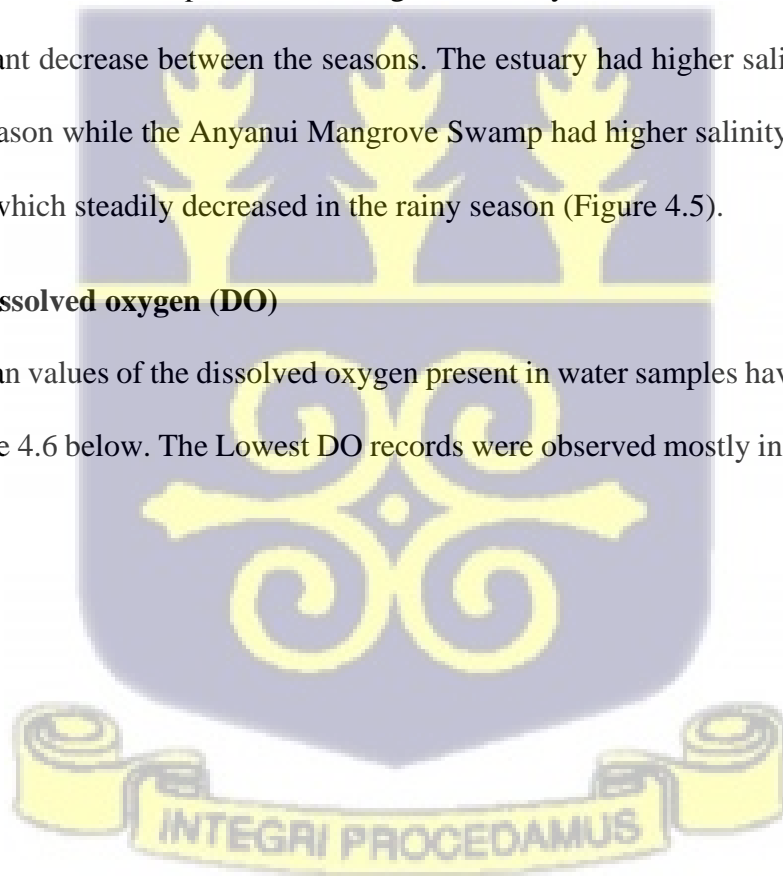 ant decrease between the seasons. The estuary had higher sali
ason while the Anyanui Mangrove Swamp had higher salinity
which steadily decreased in the rainy season (Figure 4.5).
ssolved oxygen (DO)
an values of the dissolved oxygen present in water samples hav
e 4.6 below. The Lowest DO records were observed mostly in
INTEGRI PROCEDAMUS